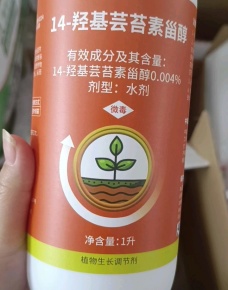 14-羟基芸苔素甾醇
有效成分及其含量:
14-羟基芸苔素甾醇0.004%
剂型: 水剂
微毒
净含量: 1升
植物生长调节剂